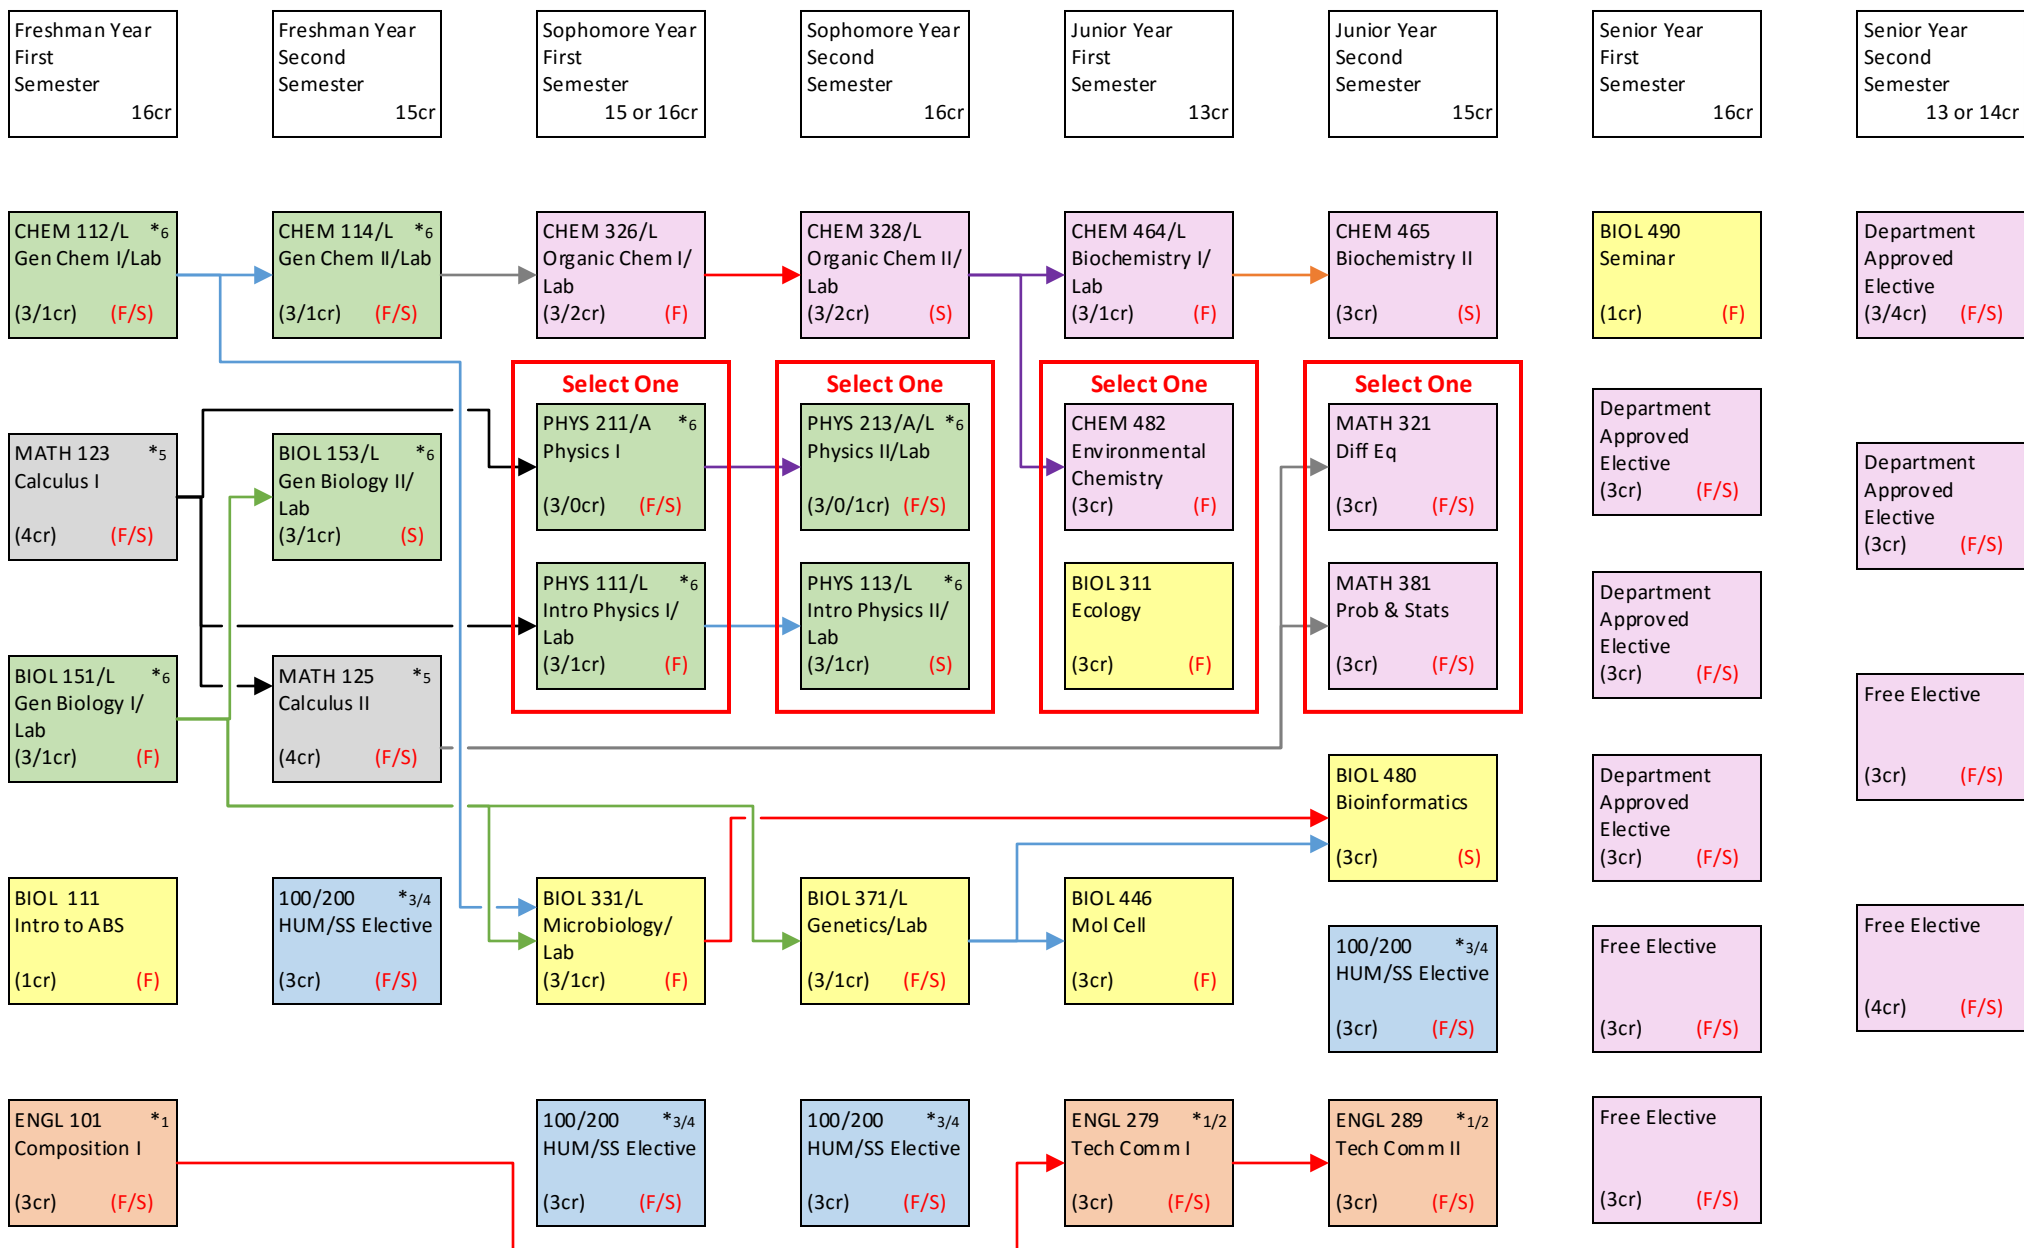 Freshman Year
First
Semester
16cr
Freshman Year
Second
Semester
15cr
Sophomore Year
First
Semester
15 or 16cr
Sophomore Year
Second
Semester
16cr
Junior Year
First
Semester
13cr
Junior Year
Second
Semester
15cr
Senior Year
First
Semester
16cr
Senior Year
Second
Semester
13 or 14cr
CHEM 112/L *6
Gen Chem I/Lab
(3/1cr) (F/S)
CHEM 114/L *6
Gen Chem II/Lab
(3/1cr) (F/S)
CHEM 326/L
Organic Chem I/
Lab
(3/2cr) (F)
CHEM 328/L
Organic Chem II/
Lab
(3/2cr) (S)
CHEM 464/L
Biochemistry I/
Lab
(3/1cr) (F)
CHEM 465
Biochemistry II
(3cr) (S)
BIOL 490
Seminar
(1cr) (F)
Department
Approved
Elective
(3/4cr) (F/S)
MATH 123 *5
Calculus I
(4cr) (F/S)
BIOL 153/L *6
Gen Biology II/
Lab
(3/1cr) (S)
Select One
PHYS 211/A *6
Physics I
(3/0cr) (F/S)
PHYS 111/L *6
Intro Physics I/
Lab
(3/1cr) (F)
Select One
PHYS 213/A/L *6
Physics II/Lab
(3/0/1cr) (F/S)
PHYS 113/L *6
Intro Physics II/
Lab
(3/1cr) (S)
Select One
CHEM 482
Environmental
Chemistry
(3cr) (F)
BIOL 311
Ecology
(3cr) (F)
Select One
MATH 321
Diff Eq
(3cr) (F/S)
MATH 381
Prob & Stats
(3cr) (F/S)
Department
Approved
Elective
(3cr) (F/S)
Department
Approved
Elective
(3cr) (F/S)
Department
Approved
Elective
(3cr) (F/S)
BIOL 151/L *6
Gen Biology I/
Lab
(3/1cr) (F)
MATH 125 *5
Calculus II
(4cr) (F/S)
Free Elective
(3cr) (F/S)
BIOL 480
Bioinformatics
(3cr) (S)
Department
Approved
Elective
(3cr) (F/S)
BIOL 111
Intro to ABS
(1cr) (F)
100/200 *3/4
HUM/SS Elective
(3cr) (F/S)
BIOL 331/L
Microbiology/
Lab
(3/1cr) (F)
BIOL 371/L
Genetics/Lab
(3/1cr) (F/S)
BIOL 446
Mol Cell
(3cr) (F)
100/200 *3/4
HUM/SS Elective
(3cr) (F/S)
Free Elective
(3cr) (F/S)
Free Elective
(4cr) (F/S)
ENGL 101 *1
Composition I
(3cr) (F/S)
100/200 *3/4
HUM/SS Elective
(3cr) (F/S)
100/200 *3/4
HUM/SS Elective
(3cr) (F/S)
ENGL 279 *1/2
Tech Comm I
(3cr) (F/S)
ENGL 289 *1/2
Tech Comm II
(3cr) (F/S)
Free Elective
(3cr) (F/S)